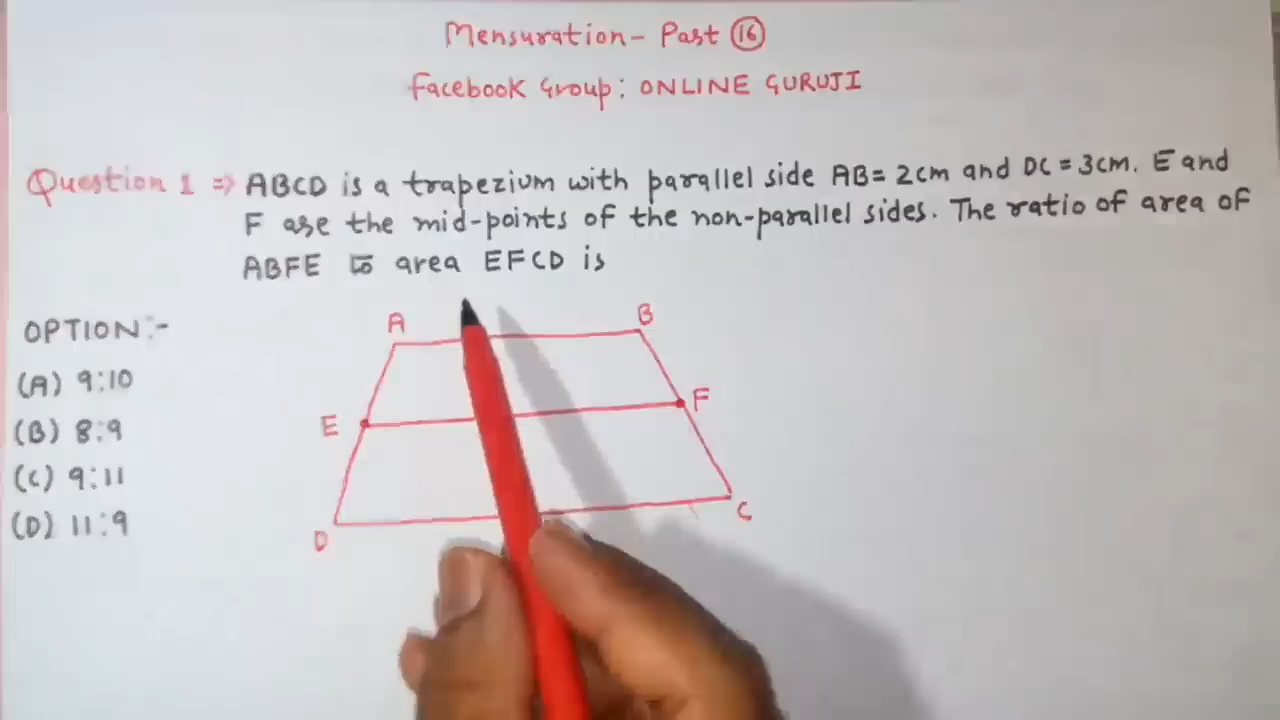 Mensuration- Part 16
Facebook Group: ONLINE GURUJI
Question 1 ⇒ ABCD is a trapezium with parallel side AB= 2cm and DC = 3cm. E and
F are the mid-points of the non-parallel sides. The ratio of area of
ABFE to area EFCD is
OPTION:-
(A) 9:10
(B) 8:9
(C) 9:11
(D) 11:9
A
B
E
F
D
C